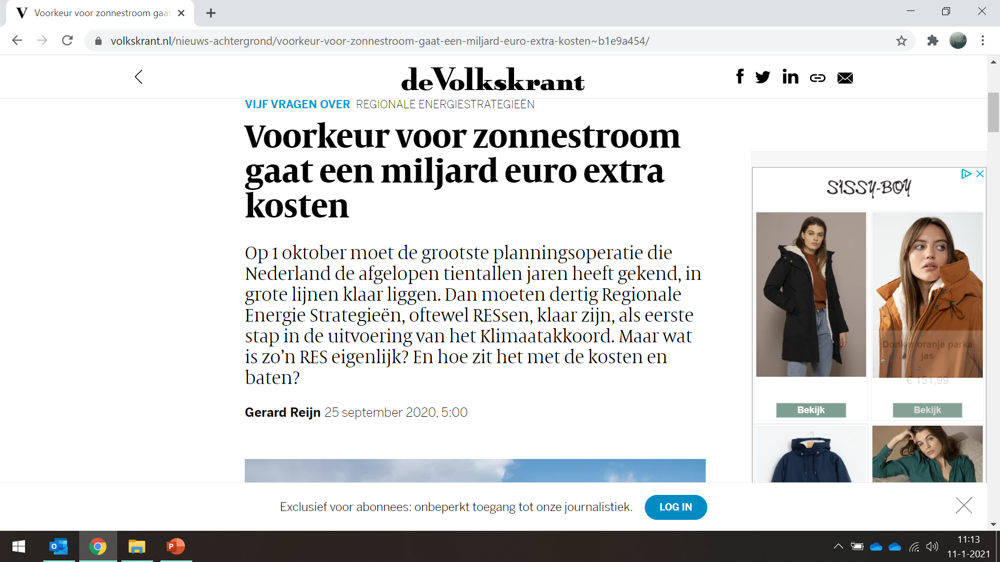 Voorkeur voor zonnestroom gaat
volkskrant.nl/nieuws-achtergrond/voorkeur-voor-zonnestroom-gaat-een-miljard-euro-extra-kosten~b1e9a454/
de Volkskrant
VIJF VRAGEN OVER REGIONALE ENERGIESTRATEGIEËN
Voorkeur voor zonnestroom
gaat een miljard euro extra
kosten
Op 1 oktober moet de grootste planningsoperatie die
Nederland de afgelopen tientallen jaren heeft gekend, in
grote lijnen klaar liggen. Dan moeten dertig Regionale
Energie Strategieën, oftewel RESsen, klaar zijn, als eerste
stap in de uitvoering van het Klimaatakkoord. Maar wat
is zo’n RES eigenlijk? En hoe zit het met de kosten en
baten?
Gerard Reijn 25 september 2020, 5:00
SISSY-BOY
Donker oranje parka
jas
€ 151,99
Bekijk
Bekijk
Exclusief voor abonnees: onbeperkt toegang tot onze journalistiek.
LOG IN
11:13
11-1-2021